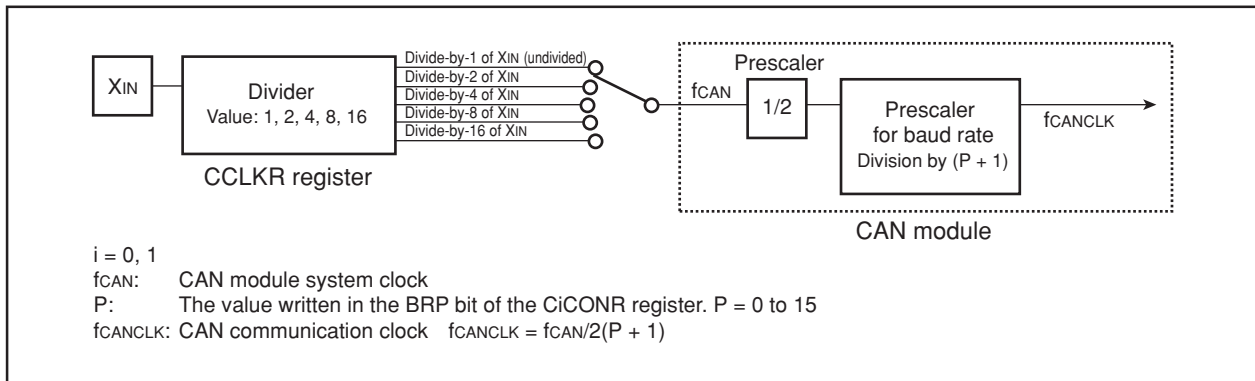 XIN
Divider
Value: 1, 2, 4, 8, 16
CCLKR register
Divide-by-1 of XIN (undivided)
Divide-by-2 of XIN
Divide-by-4 of XIN
Divide-by-8 of XIN
Divide-by-16 of XIN
fCAN
Prescaler
1/2
Prescaler
for baud rate
Division by (P + 1)
fCANCLK
CAN module
i = 0, 1
fCAN: CAN module system clock
P: The value written in the BRP bit of the CiCONR register. P = 0 to 15
fCANCLK: CAN communication clock fCANCLK = fCAN/2(P + 1)